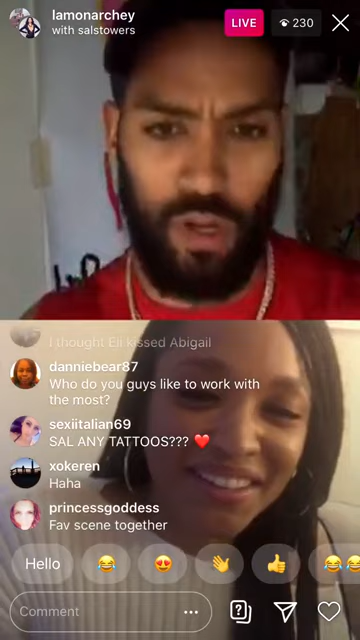 lamonarchey
with salstowers
LIVE
230
I thought Eli kissed Abigail
danniebear87
Who do you guys like to work with
the most?
sexiitalian69
SAL ANY TATTOOS??? ❤️
xokeren
Haha
princessgoddess
Fav scene together
Hello 😂 😍 👋 👍 😂😂
Comment